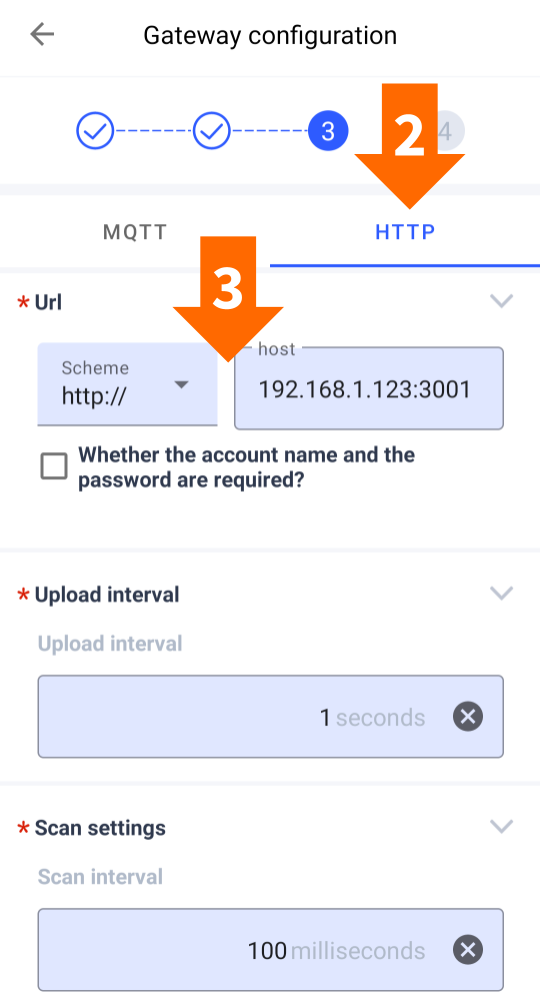 Gateway configuration
3
2
4
MQTT
HTTP
3
* Url
Scheme
http://
host
192.168.1.123:3001
Whether the account name and the
password are required?
* Upload interval
Upload interval
1 seconds
* Scan settings
Scan interval
100 milliseconds